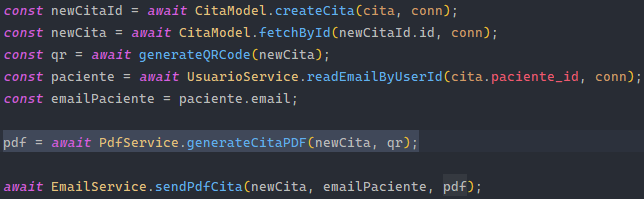 const newCitaId = await CitaModel.createCita(cita, conn);
const newCita = await CitaModel.fetchById(newCitaId.id, conn);
const qr = await generateQRCode(newCita);
const paciente = await UsuarioService.readEmailByUserId(cita.paciente_id, conn);
const emailPaciente = paciente.email;
pdf = await PdfService.generateCitaPDF(newCita, qr);
await EmailService.sendPdfCita(newCita, emailPaciente, pdf);